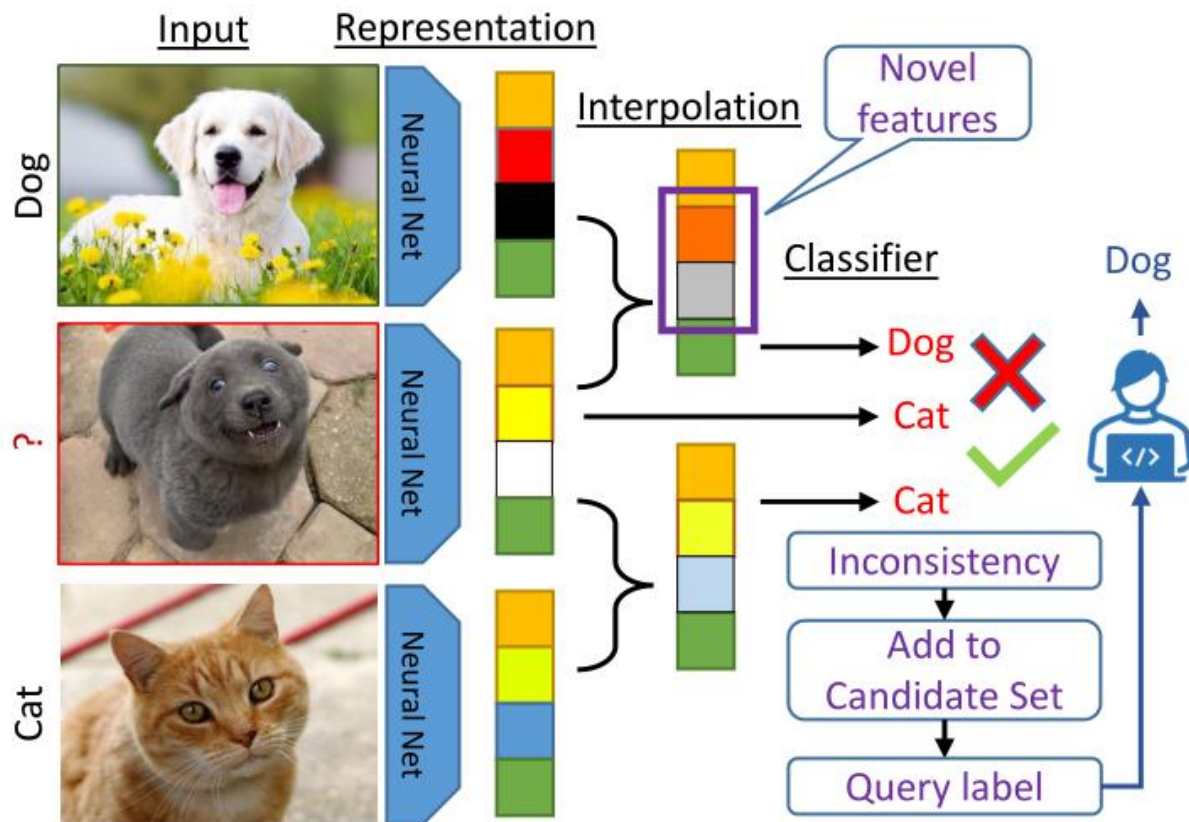 Input
Representation
Interpolation
Novel
features
Classifier
Dog
Neural Net
Dog
Dog
?
Neural Net
Cat
Cat
Cat
Neural Net
Inconsistency
Add to
Candidate Set
Query label
</>